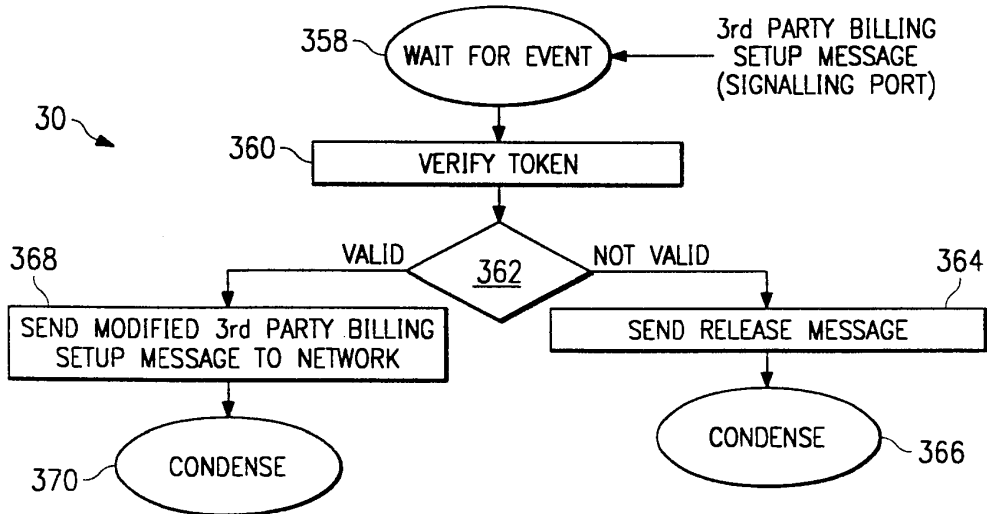 358
WAIT FOR EVENT
3rd PARTY BILLING
SETUP MESSAGE
(SIGNALLING PORT)
30
360
VERIFY TOKEN
VALID
362
NOT VALID
368
SEND MODIFIED 3rd PARTY BILLING
SETUP MESSAGE TO NETWORK
364
SEND RELEASE MESSAGE
370
CONDENSE
CONDENSE
366